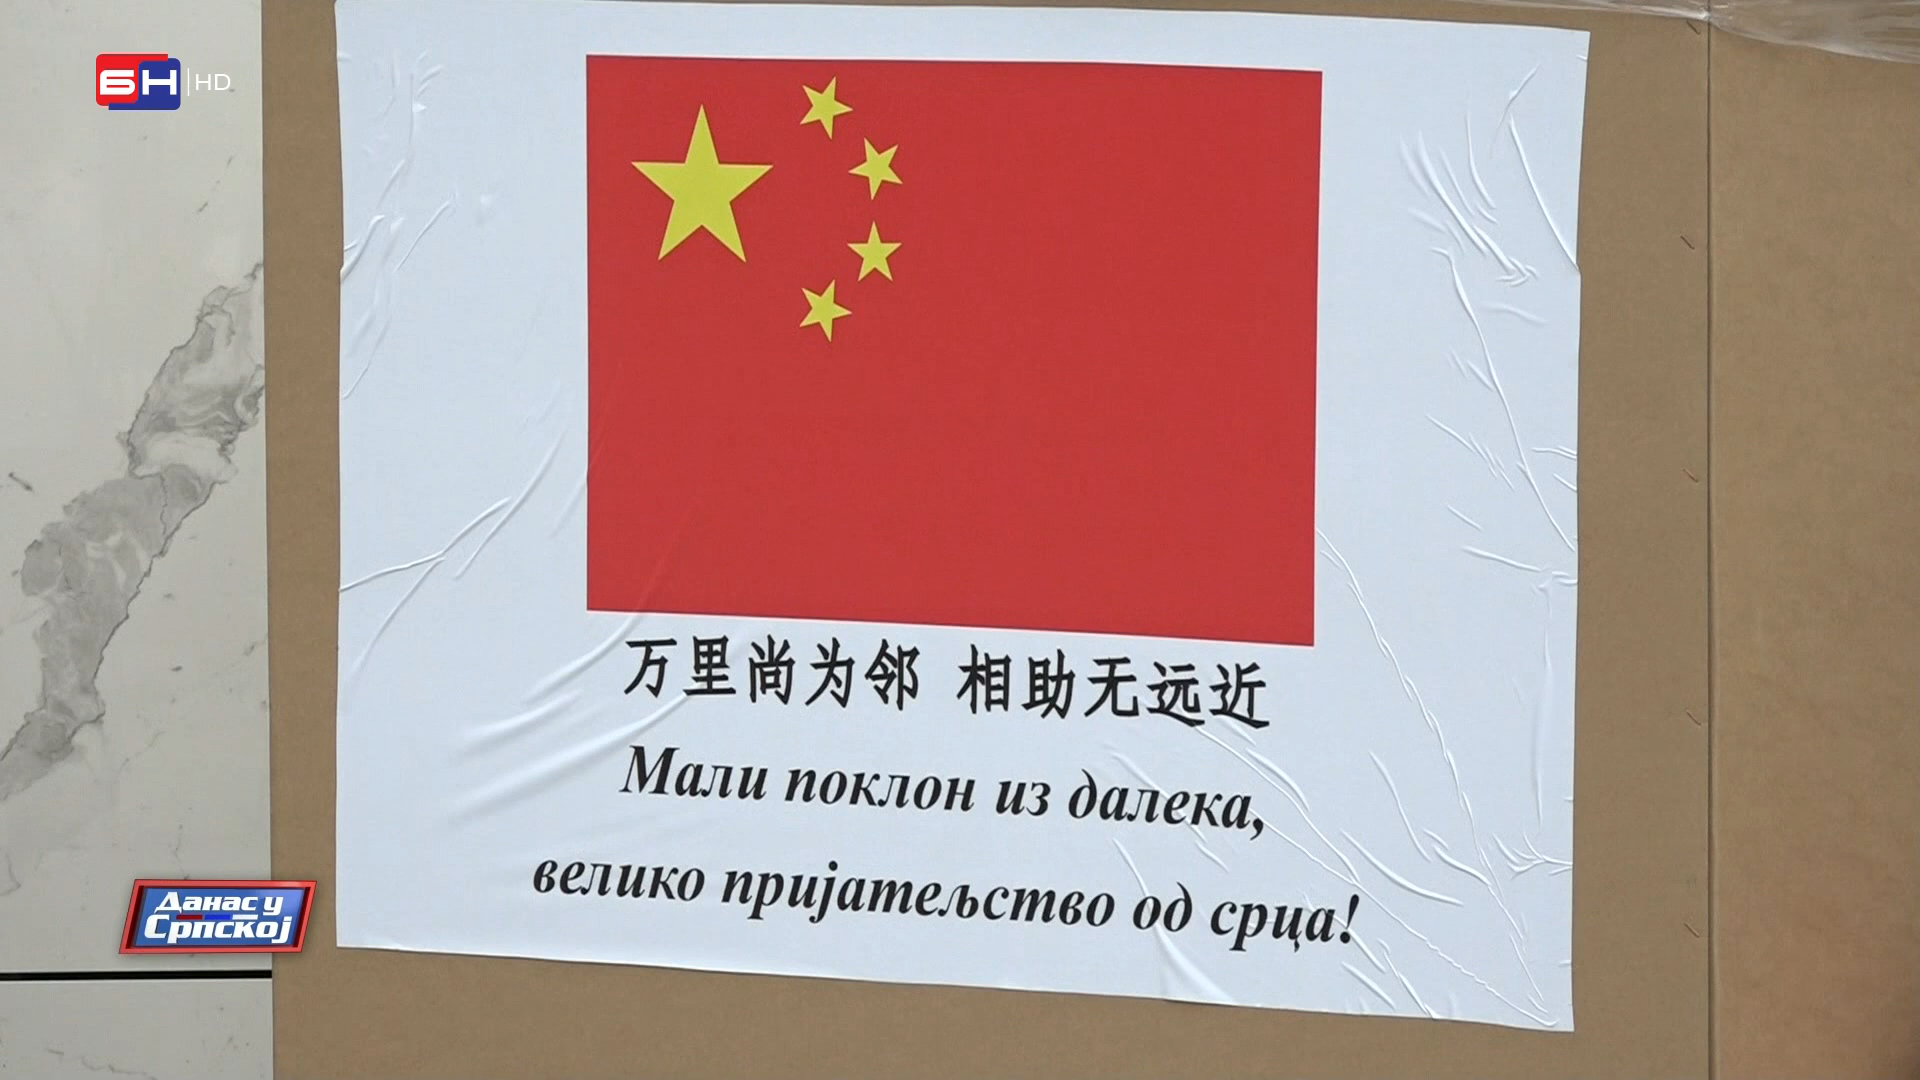 БН HD
万里尚为邻 相助无远近
Мали поклон из далека,
велико пријатељство од срца!
Данас у
Српској